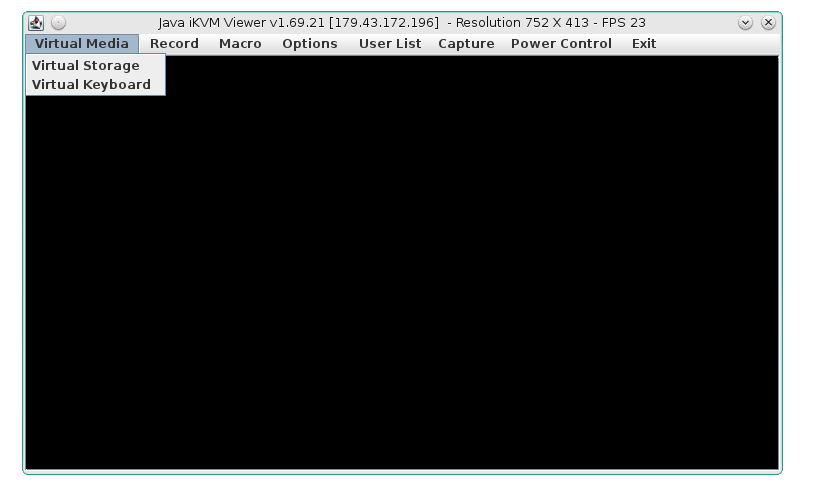 Java iKVM Viewer v1.69.21 [179.43.172.196]  - Resolution 752 X 413 - FPS 23
Virtual Media Record Macro Options User List Capture Power Control Exit
Virtual Storage
Virtual Keyboard